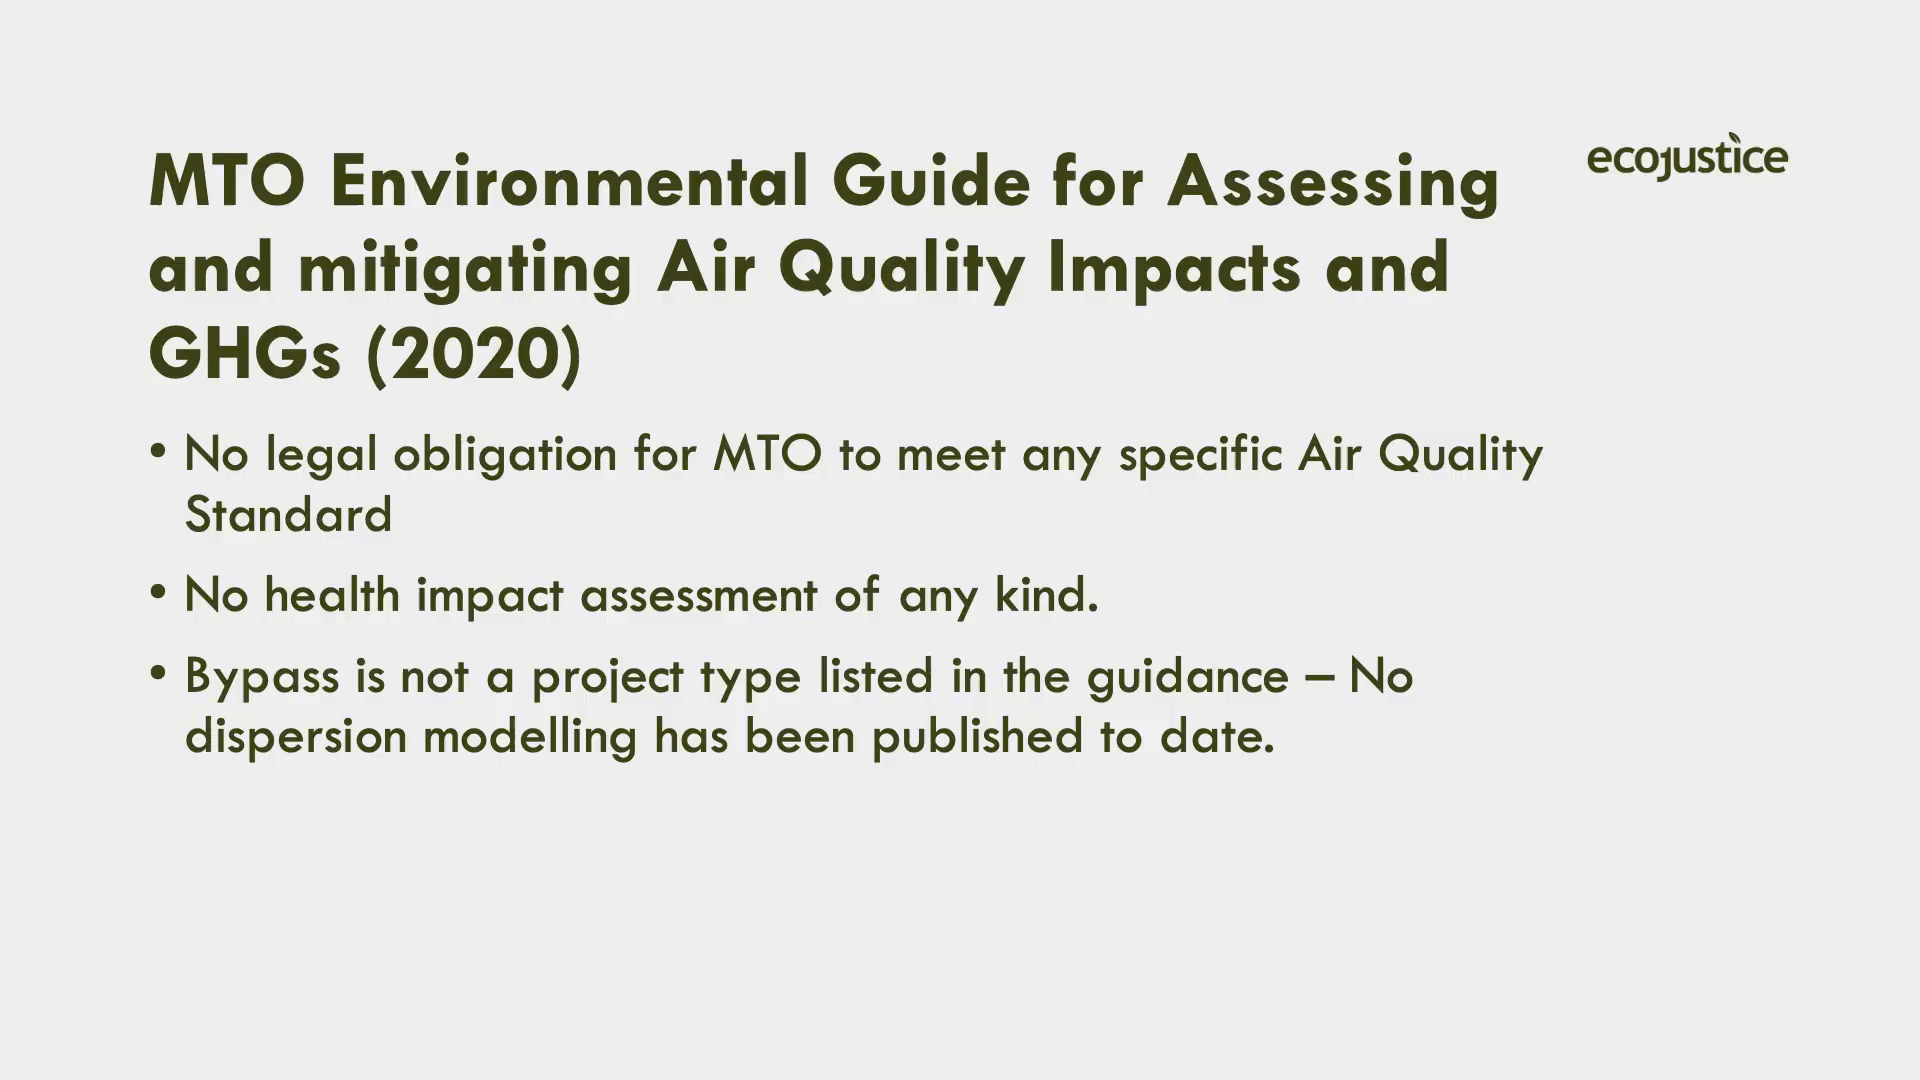 ecojustice
MTO Environmental Guide for Assessing
and mitigating Air Quality Impacts and
GHGs (2020)
• No legal obligation for MTO to meet any specific Air Quality
Standard
• No health impact assessment of any kind.
• Bypass is not a project type listed in the guidance – No
dispersion modelling has been published to date.